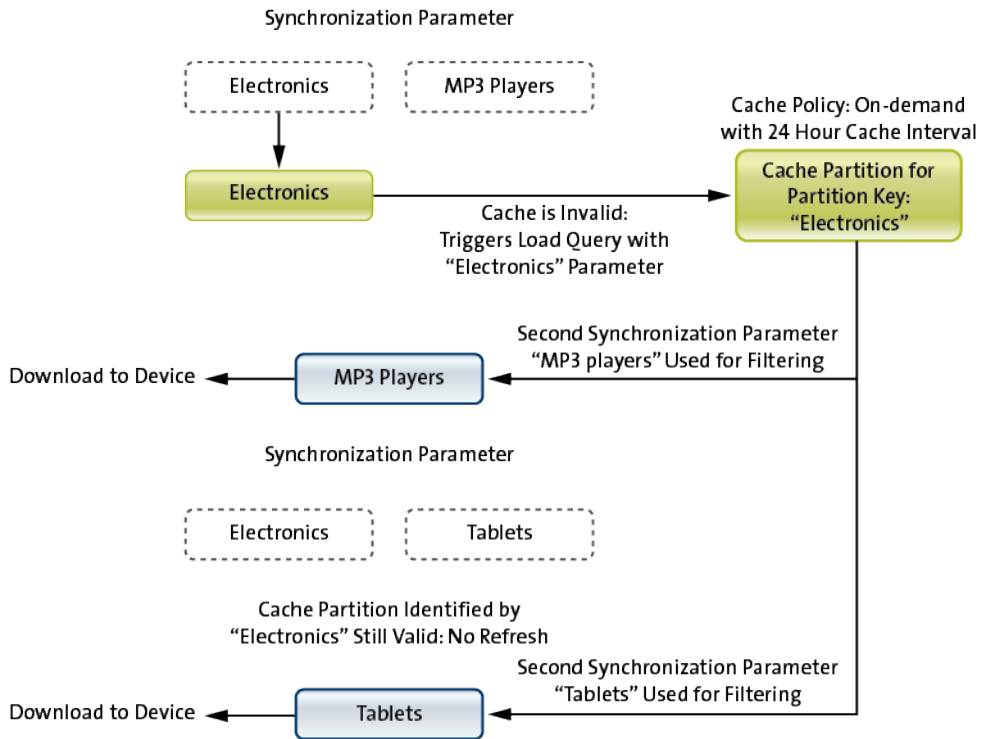 Synchronization Parameter
Electronics
MP3 Players
Cache Policy: On-demand
with 24 Hour Cache Interval
Electronics
Cache Partition for
Partition Key:
“Electronics”
Cache is Invalid:
Triggers Load Query with
“Electronics” Parameter
Second Synchronization Parameter
“MP3 players” Used for Filtering
MP3 Players
Download to Device
Synchronization Parameter
Electronics
Tablets
Cache Partition Identified by
“Electronics” Still Valid: No Refresh
Second Synchronization Parameter
“Tablets” Used for Filtering
Tablets
Download to Device